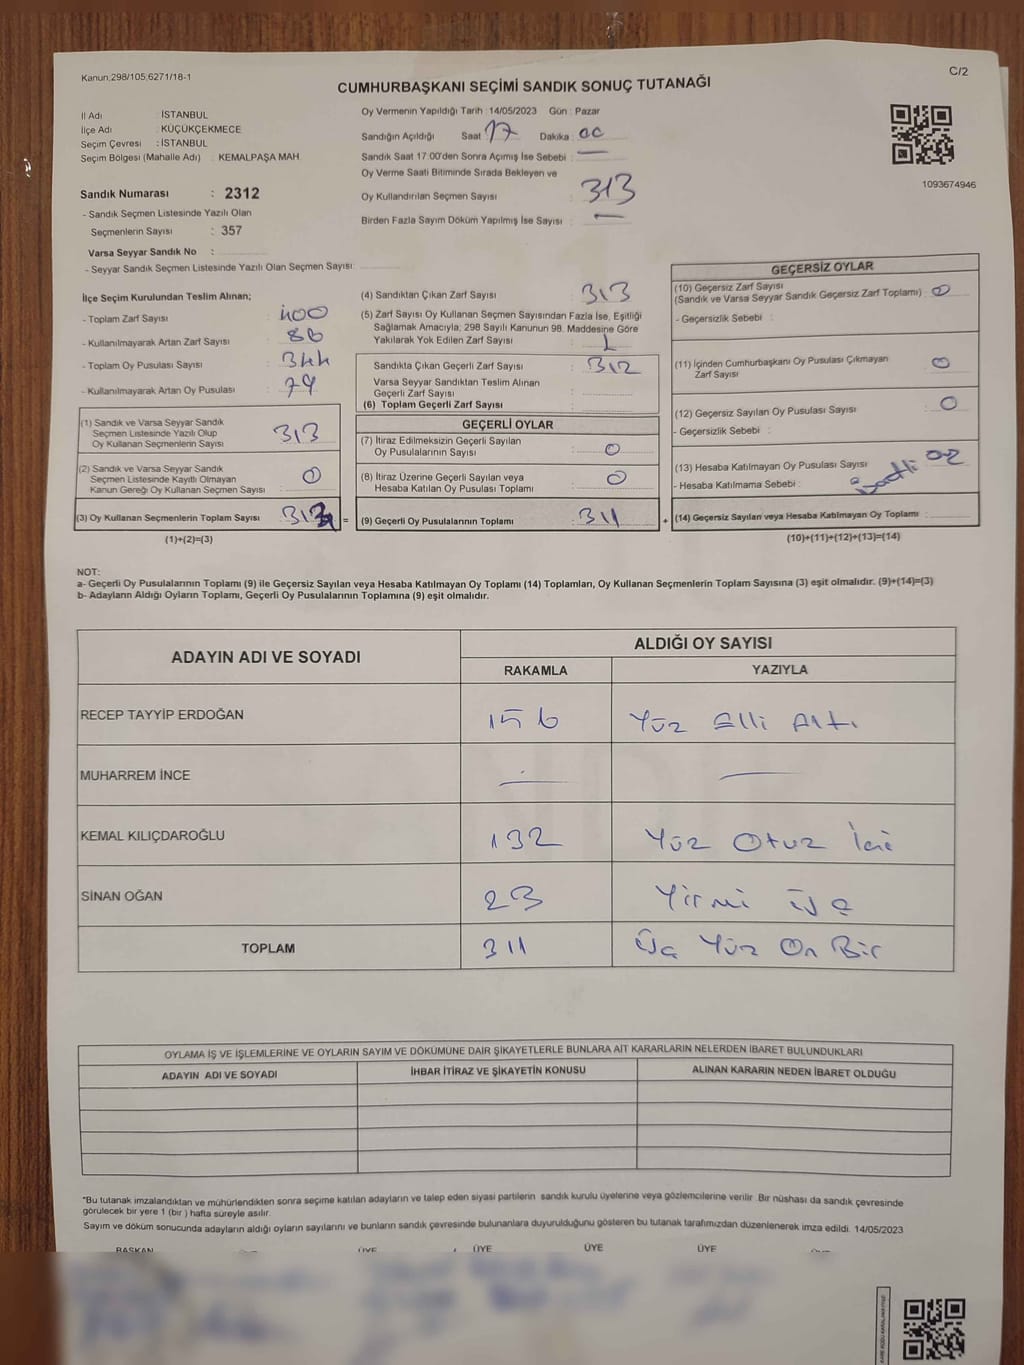 Kanun;298/105,6271/18-1
C/2
CUMHURBAŞKANI SEÇİMİ SANDIK SONUÇ TUTANAĞI
İl Adı : İSTANBUL
İlçe Adı : KÜÇÜKÇEKMECE
Seçim Çevresi : İSTANBUL
Seçim Bölgesi (Mahalle Adı) : KEMALPAŞA MAH.
Sandık Numarası : 2312
- Sandık Seçmen Listesinde Yazılı Olan
Seçmenlerin Sayısı : 357
Varsa Seyyar Sandık No :
- Seyyar Sandık Seçmen Listesinde Yazılı Olan Seçmen Sayısı:
Oy Vermenin Yapıldığı Tarih :14/05/2023 Gün : Pazar
Sandığın Açıldığı Saat 17 Dakika : 00
Sandık Saat 17:00'den Sonra Açımış İse Sebebi : —
Oy Verme Saati Bitiminde Sırada Bekleyen ve
Oy Kullandırılan Seçmen Sayısı : 313
Birden Fazla Sayım Döküm Yapılmış İse Sayısı : —
1093674946
İlçe Seçim Kurulundan Teslim Alınan;
- Toplam Zarf Sayısı : 400
- Kullanılmayarak Artan Zarf Sayısı : 86
- Toplam Oy Pusulası Sayısı : 344
- Kullanılmayarak Artan Oy Pusulası : 79
(1) Sandık ve Varsa Seyyar Sandık
Seçmen Listesinde Yazılı Olup
Oy Kullanan Seçmenlerin Sayısı 313
(2) Sandık ve Varsa Seyyar Sandık
Seçmen Listesinde Kayıtlı Olmayan
Kanun Gereği Oy Kullanan Seçmen Sayısı : 0
(3) Oy Kullanan Seçmenlerin Toplam Sayısı =
(1)+(2)=(3)
(4) Sandıktan Çıkan Zarf Sayısı : 313
(5) Zarf Sayısı Oy Kullanan Seçmen Sayısından Fazla İse, Eşitliği
Sağlamak Amacıyla; 298 Sayılı Kanunun 98. Maddesine Göre
Yakılarak Yok Edilen Zarf Sayısı : 1
Sandıkta Çıkan Geçerli Zarf Sayısı : 312
Varsa Seyyar Sandıktan Teslim Alınan
Geçerli Zarf Sayısı :
(6) Toplam Geçerli Zarf Sayısı :
GEÇERLİ OYLAR
(7) İtiraz Edilmeksizin Geçerli Sayılan
Oy Pusulalarının Sayısı : 0
(8) İtiraz Üzerine Geçerli Sayılan veya
Hesaba Katılan Oy Pusulası Toplamı : 0
(9) Geçerli Oy Pusulalarının Toplamı : 311 +
GEÇERSİZ OYLAR
(10) Geçersiz Zarf Sayısı
(Sandık ve Varsa Seyyar Sandık Geçersiz Zarf Toplamı) : 0
- Geçersizlik Sebebi :
(11) İçinden Cumhurbaşkanı Oy Pusulası Çıkmayan
Zarf Sayısı : 0
(12) Geçersiz Sayılan Oy Pusulası Sayısı : 0
- Geçersizlik Sebebi :
(13) Hesaba Katılmayan Oy Pusulası Sayısı : 02
- Hesaba Katılmama Sebebi :
(14) Geçersiz Sayılan veya Hesaba Katılmayan Oy Toplamı :
(10)+(11)+(12)+(13)=(14)
NOT:
a- Geçerli Oy Pusulalarının Toplamı (9) ile Geçersiz Sayılan veya Hesaba Katılmayan Oy Toplamı (14) Toplamları, Oy Kullanan Seçmenlerin Toplam Sayısına (3) eşit olmalıdır. (9)+(14)=(3)
b- Adayların Aldığı Oyların Toplamı, Geçerli Oy Pusulalarının Toplamına (9) eşit olmalıdır.
ADAYIN ADI VE SOYADI
ALDIĞI OY SAYISI
RAKAMLA YAZIYLA
RECEP TAYYİP ERDOĞAN 156 Yüz Elli Altı
MUHARREM İNCE — —
KEMAL KILIÇDAROĞLU 132 Yüz Otuz İki
SİNAN OĞAN 23 Yirmi Üç
TOPLAM 311 Üç Yüz On Bir
OYLAMA İŞ VE İŞLEMLERİNE VE OYLARIN SAYIM VE DÖKÜMÜNE DAİR ŞİKAYETLERLE BUNLARA AİT KARARLARIN NELERDEN İBARET BULUNDUKLARI
ADAYIN ADI VE SOYADI İHBAR İTİRAZ VE ŞİKAYETİN KONUSU ALINAN KARARIN NEDEN İBARET OLDUĞU
"Bu tutanak imzalandıktan ve mühürlendikten sonra seçime katılan adayların ve talep eden siyasi partilerin sandık kurulu üyelerine veya gözlemcilerine verilir .Bir nüshası da sandık çevresinde
görülecek bir yere 1 (bir ) hafta süreyle asılır.
Sayım ve döküm sonucunda adayların aldığı oyların sayılarını ve bunların sandık çevresinde bulunanlara duyurulduğunu gösteren bu tutanak tarafımızdan düzenlenerek imza edildi. 14/05/2023
BAŞKAN ÜYE ÜYE ÜYE ÜYE